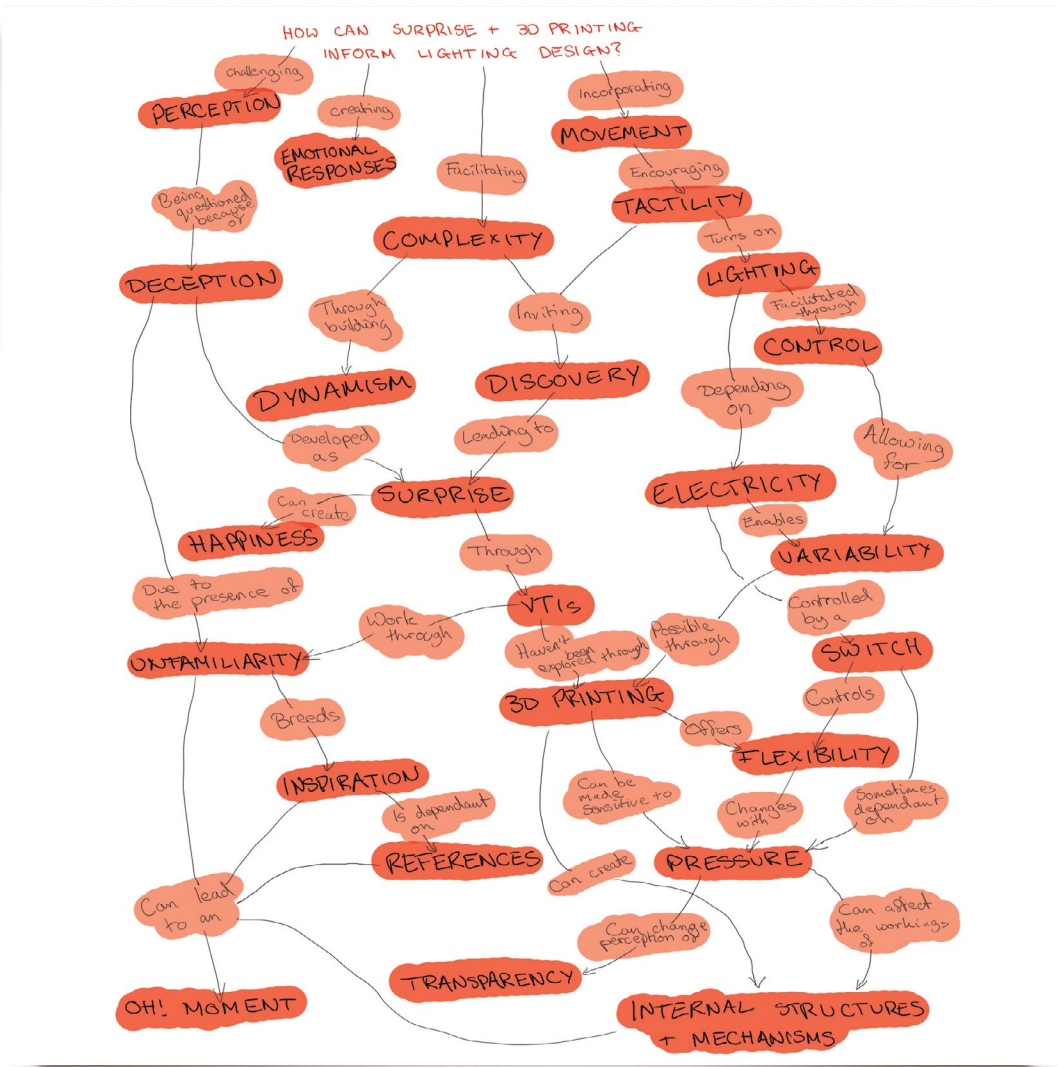 HOW CAN SURPRISE + 3D PRINTING
INFORM LIGHTING DESIGN?
Challenging
PERCEPTION
Creating
EMOTIONAL
RESPONSES
Incorporating
MOVEMENT
Facilitating
Encouraging
TACTILITY
Being
questioned
because
of
COMPLEXITY
Turns on
LIGHTING
DECEPTION
Through
building
Inviting
Facilitated
through
CONTROL
DYNAMISM
DISCOVERY
Depending
on
Developed
as
Leading to
Allowing
for
SURPRISE
ELECTRICITY
Can
create
HAPPINESS
Enables
Through
VARIABILITY
Due to
the presence of
VTIs
Controlled
by a
Work
through
Haven't
been
explored through
Possible
through
SWITCH
UNFAMILIARITY
3D PRINTING
Controls
Breeds
Offers
FLEXIBILITY
INSPIRATION
Can be
made
Sonsitive to
Changes
with
Sometimes
dependant
on
Is dependant
on
REFERENCES
PRESSURE
Can create
Can lead
to an
Can change
perception of
Can affect
the workings
of
TRANSPARENCY
OH! MOMENT
INTERNAL STRUCTURES
+ MECHANISMS